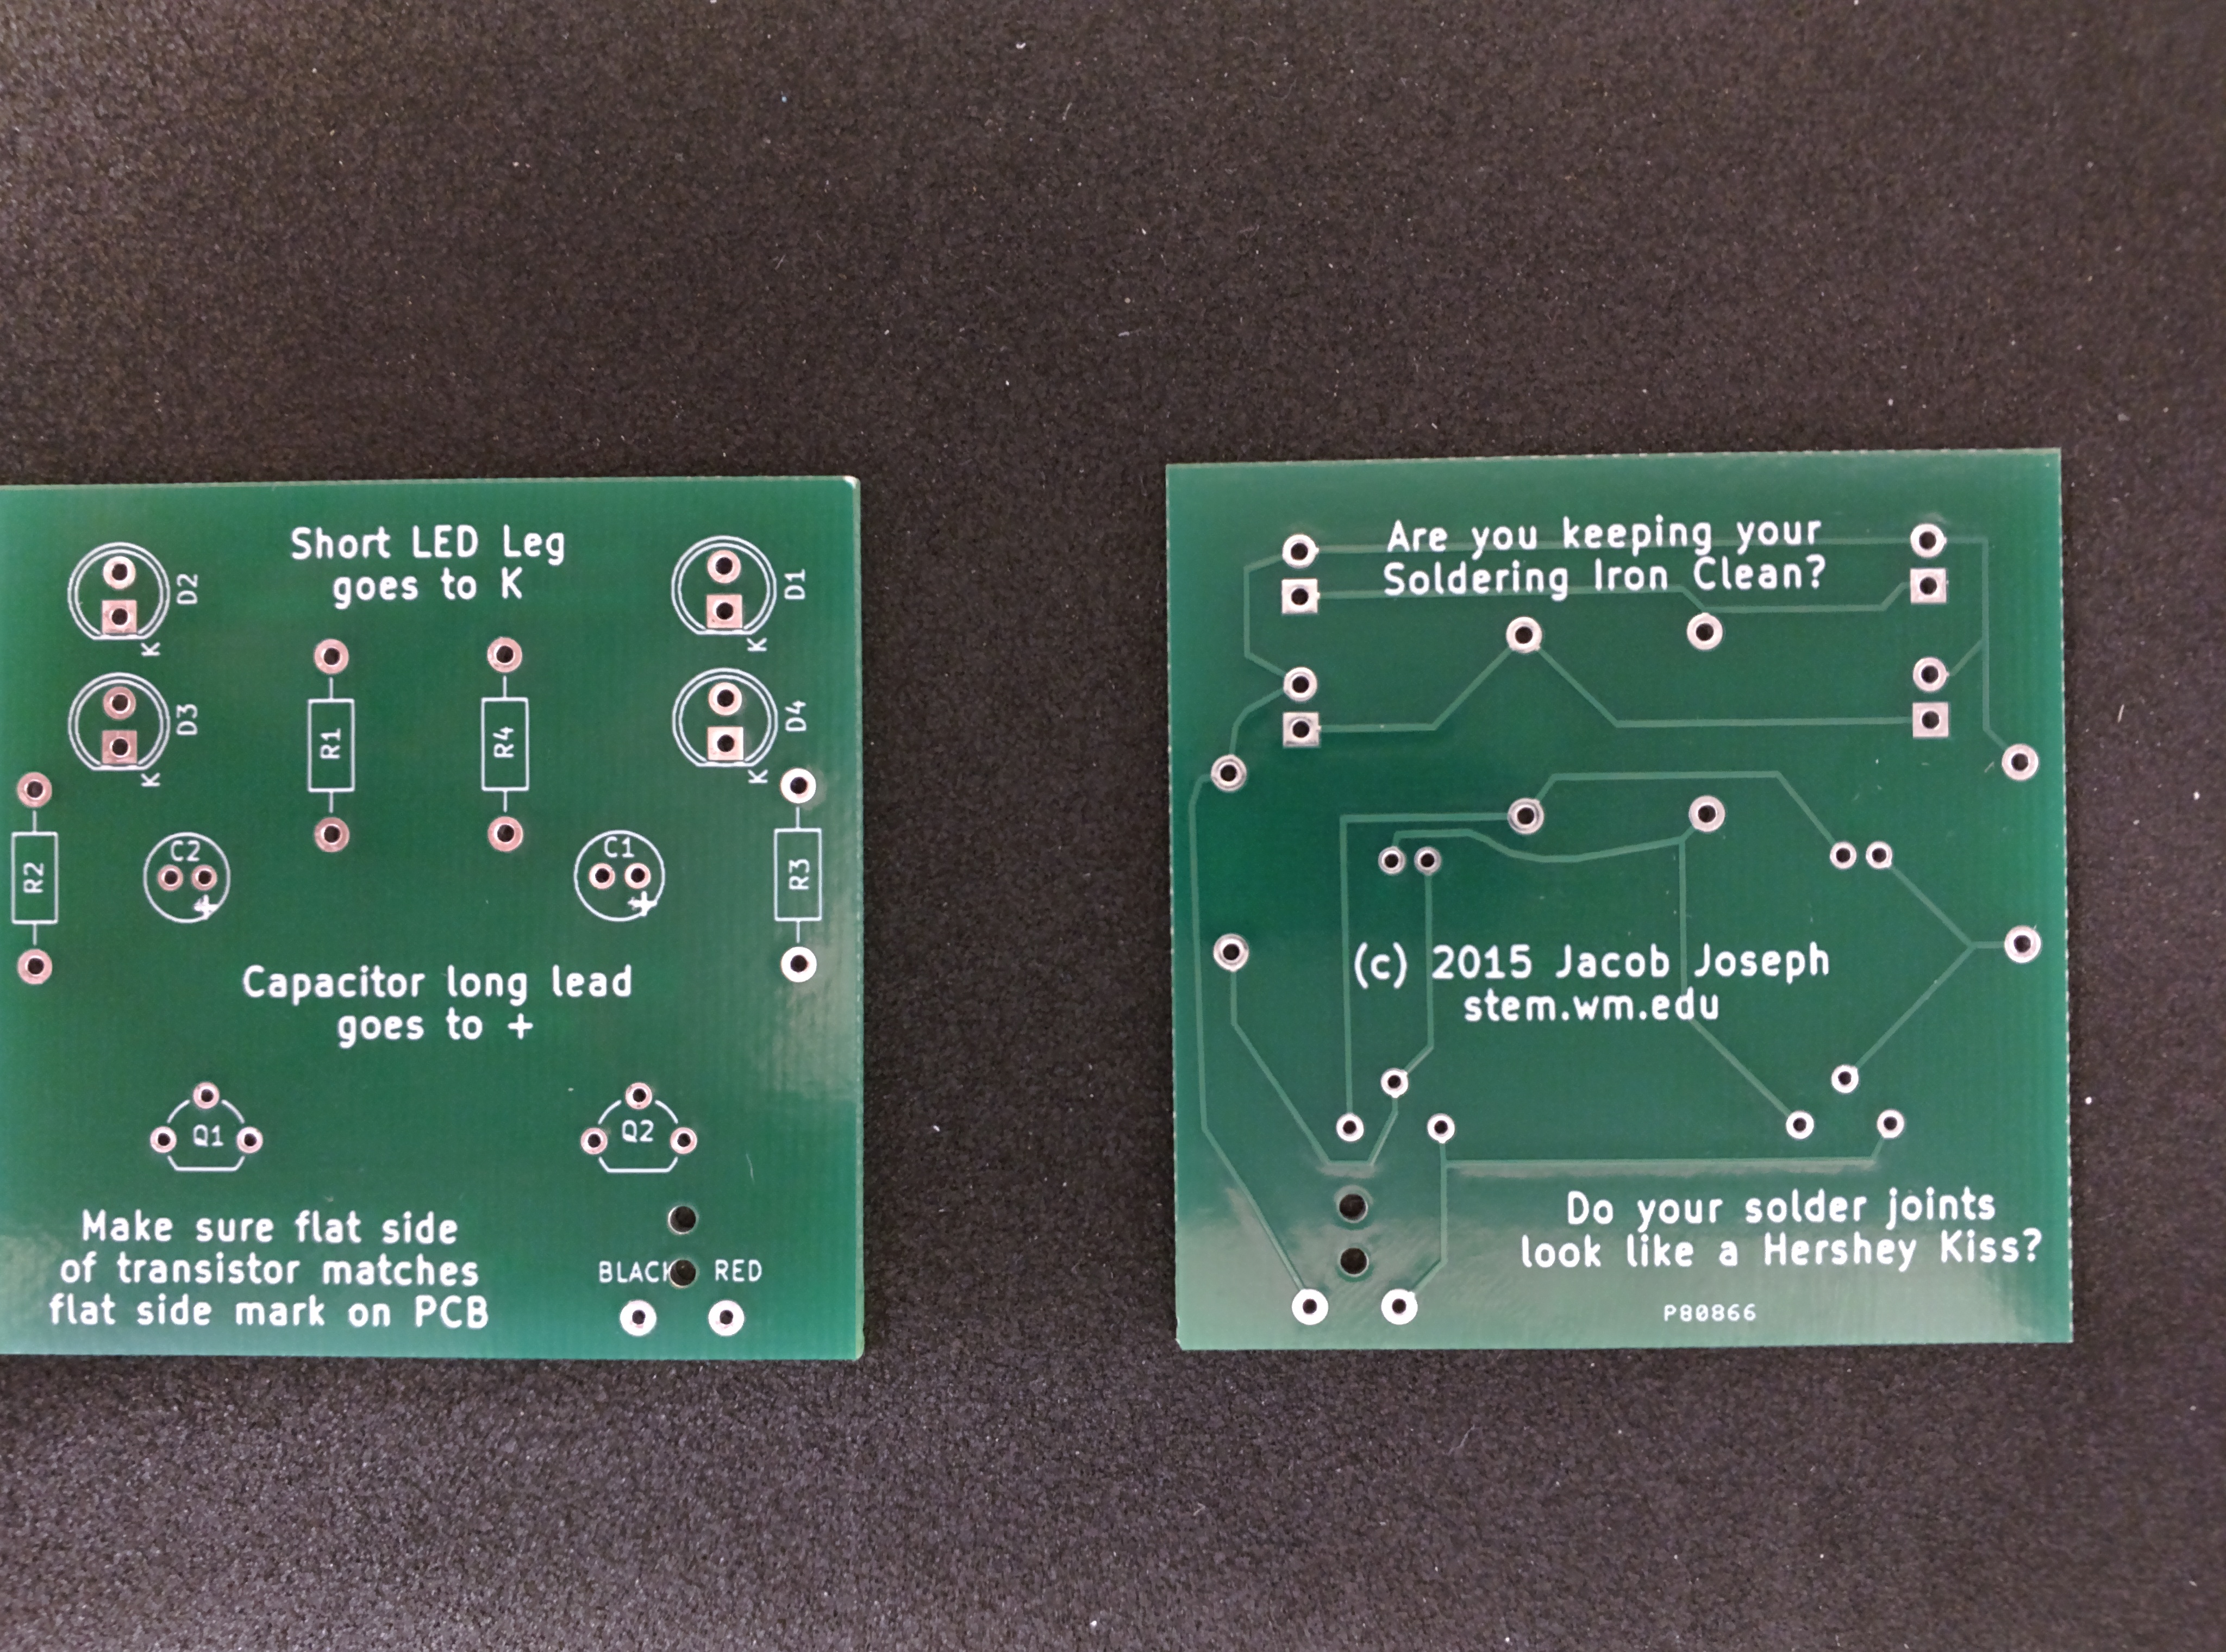 Short LED Leg
goes to K
D2
D1
K
K
D3
D4
K
K
R1
R4
R2
C2
C1
R3
+
+
Capacitor long lead
goes to +
Q1
Q2
Make sure flat side
of transistor matches
flat side mark on PCB
BLACK
RED
Are you keeping your
Soldering Iron Clean?
(c) 2015 Jacob Joseph
stem.wm.edu
Do your solder joints
look like a Hershey Kiss?
P80866